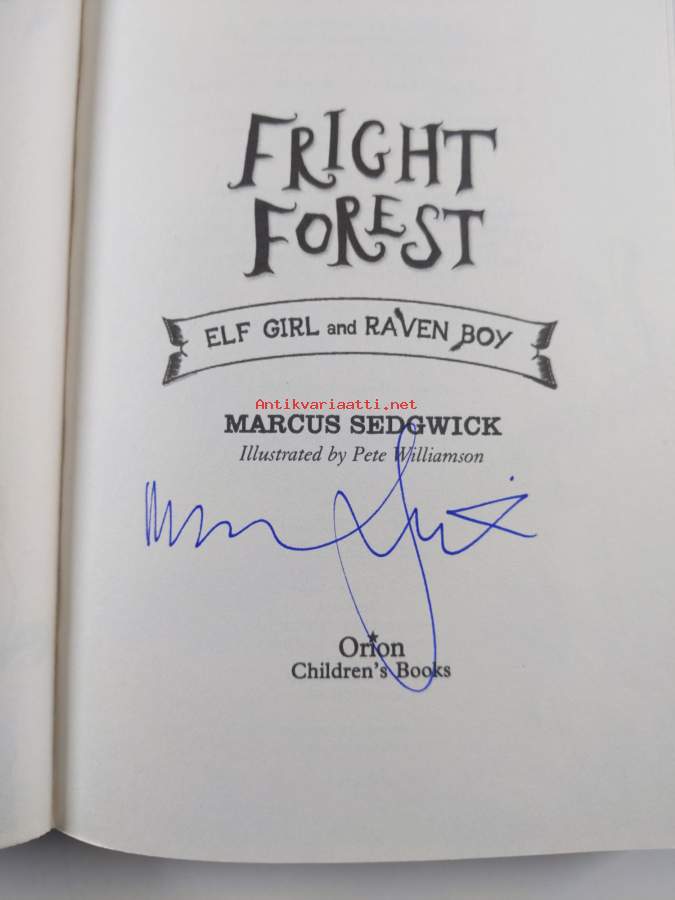 FRIGHT
FOREST
ELF GIRL and RAVEN BOY
Antikvariaatti.net
MARCUS SEDGWICK
Illustrated by Pete Williamson
Orion
Children's Books